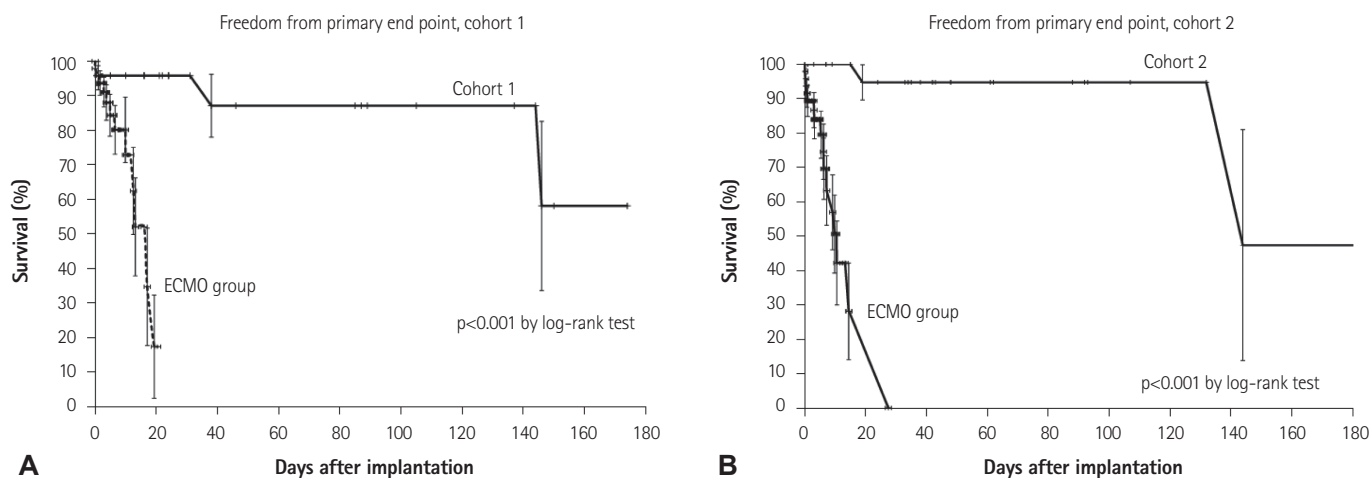 Freedom from primary end point, cohort 1
100
90
80
70
60
50
40
30
20
10
0
Survival (%)
Cohort 1
ECMO group
p<0.001 by log-rank test
0 20 40 60 80 100 120 140 160 180
Days after implantation
A
Freedom from primary end point, cohort 2
100
90
80
70
60
50
40
30
20
10
0
Survival (%)
Cohort 2
ECMO group
p<0.001 by log-rank test
0 20 40 60 80 100 120 140 160 180
Days after implantation
B